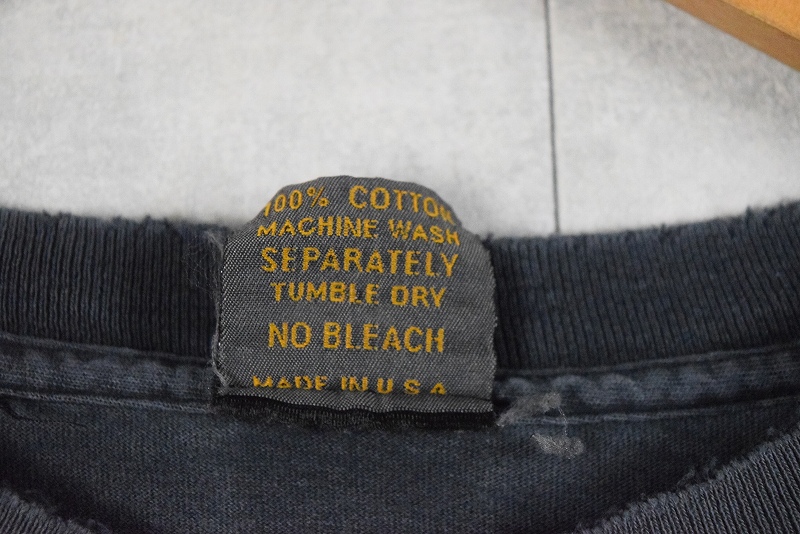 100% COTTON
MACHINE WASH
SEPARATELY
TUMBLE DRY
NO BLEACH
MADE IN U S A